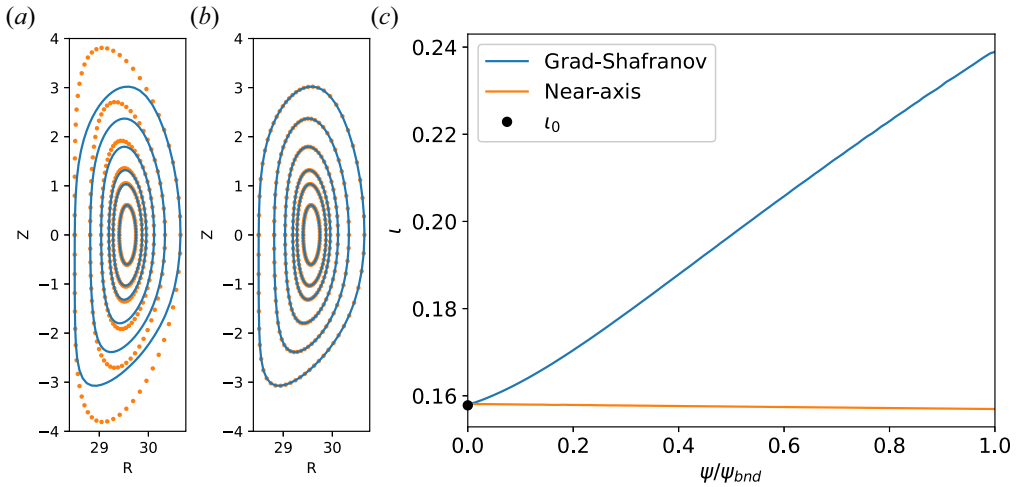 (a)
4
3
2
1
0
−1
−2
−3
−4
Z
29
30
R
(b)
4
3
2
1
0
−1
−2
−3
−4
Z
29
30
R
(c)
Grad-Shafranov
Near-axis
ι0
0.24
0.22
0.20
0.18
0.16
ι
0.0
0.2
0.4
0.6
0.8
1.0
ψ/ψbnd